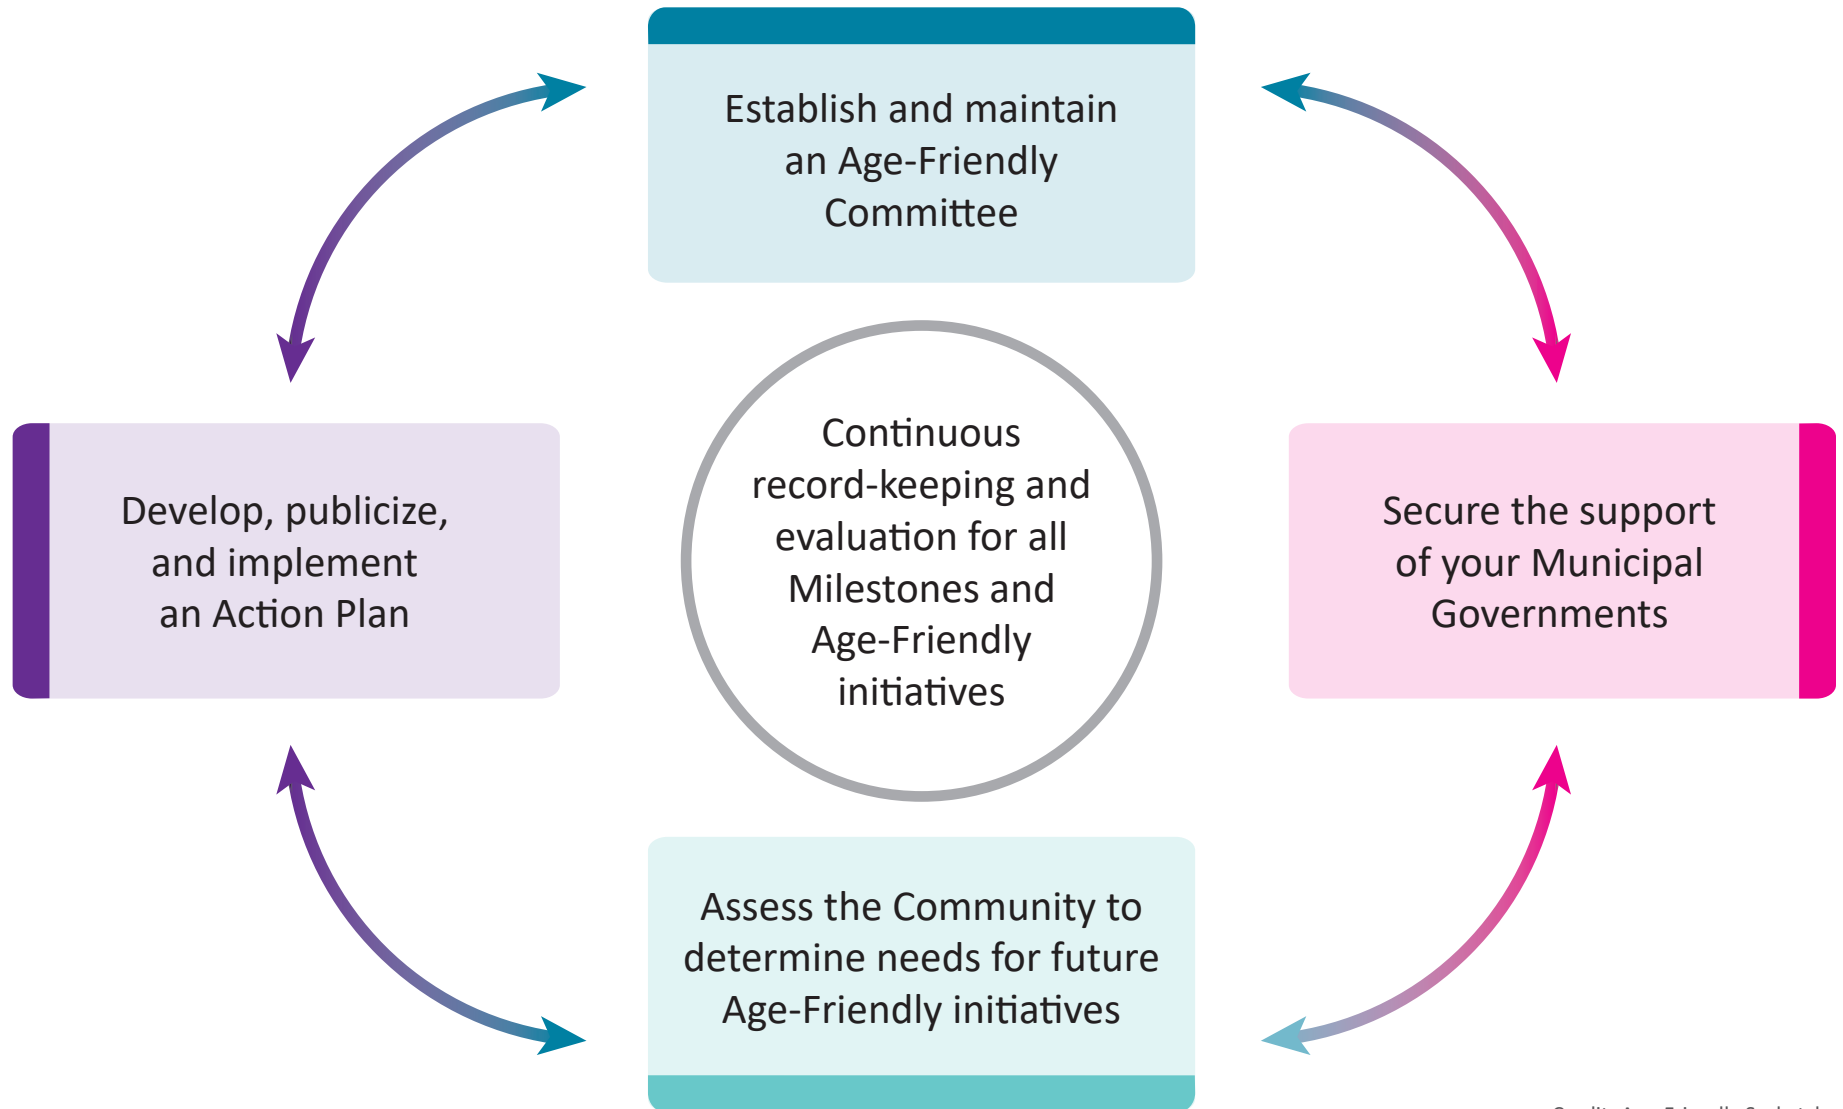 Establish and maintain
an Age-Friendly
Committee
Continuous
record-keeping and
evaluation for all
Milestones and
Age-Friendly
initiatives
Develop, publicize,
and implement
an Action Plan
Secure the support
of your Municipal
Governments
Assess the Community to
determine needs for future
Age-Friendly initiatives